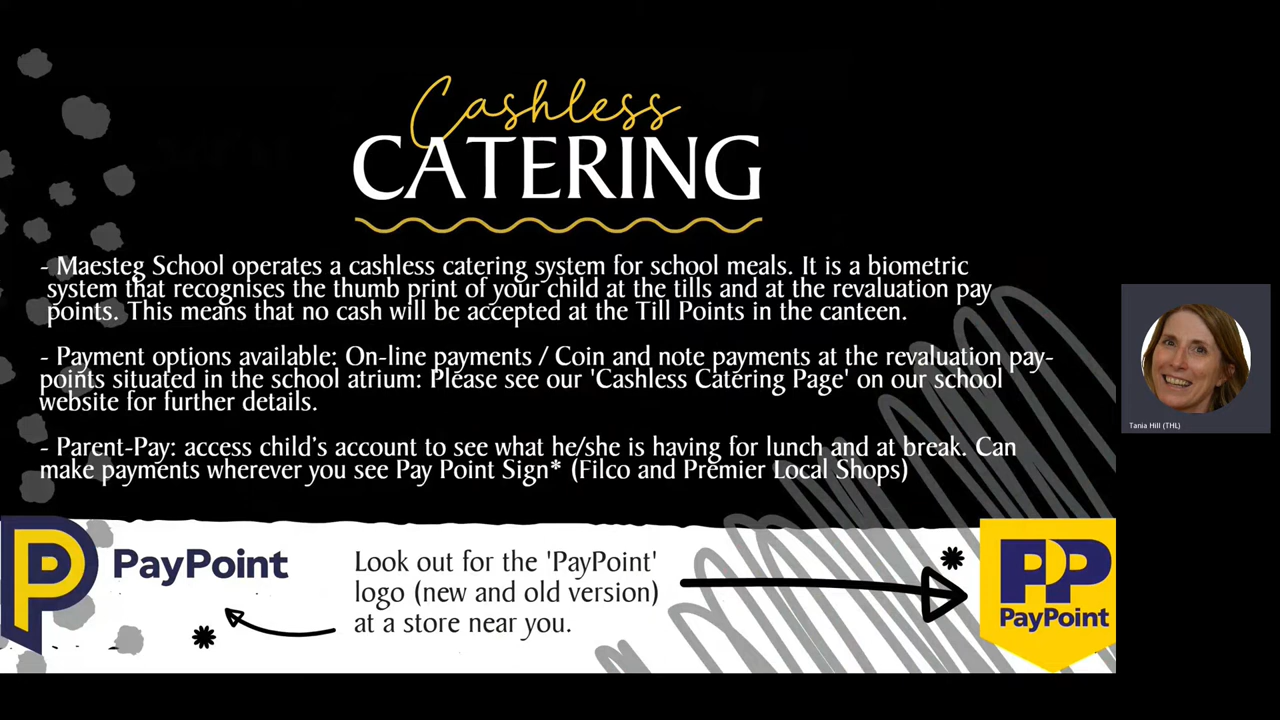 Cashless
CATERING
- Maesteg School operates a cashless catering system for school meals. It is a biometric
system that recognises the thumb print of your child at the tills and at the revaluation pay
points. This means that no cash will be accepted at the Till Points in the canteen.
- Payment options available: On-line payments / Coin and note payments at the revaluation pay-
points situated in the school atrium: Please see our 'Cashless Catering Page' on our school
website for further details.
- Parent-Pay: access child's account to see what he/she is having for lunch and at break. Can
make payments wherever you see Pay Point Sign* (Filco and Premier Local Shops)
PayPoint
Look out for the 'PayPoint'
logo (new and old version)
at a store near you.
PP
PayPoint
Tania Hill (THL)